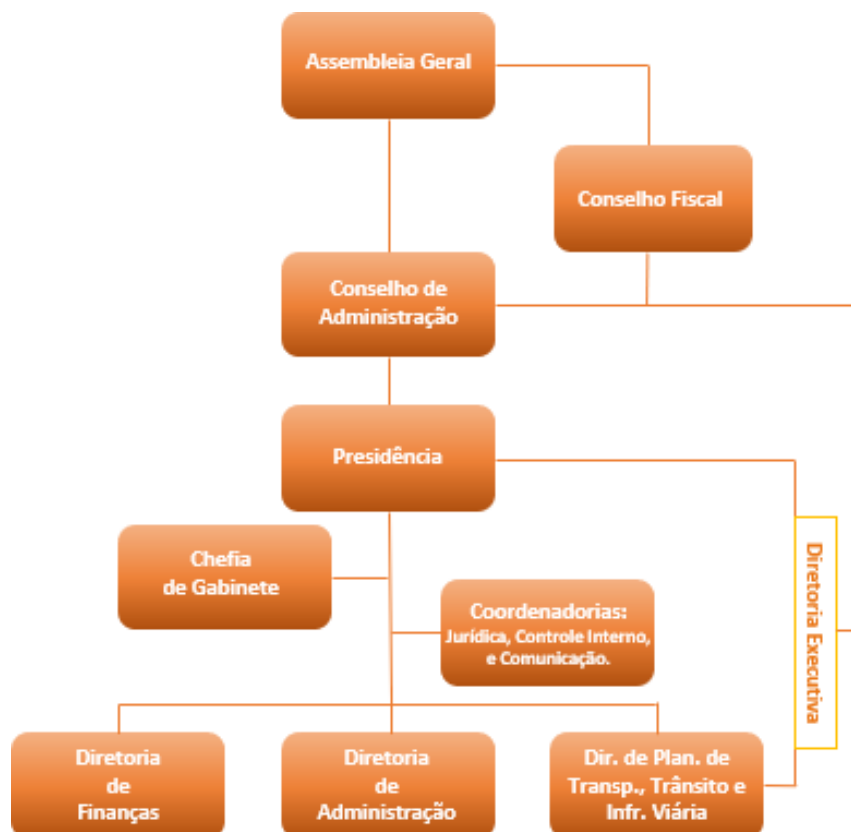 Assembleia Geral
Conselho Fiscal
Conselho de
Administração
Presidência
Chefia
de Gabinete
Coordenadorias:
Jurídica, Controle Interno,
e Comunicação.
Diretoria Executiva
Diretoria
de
Finanças
Diretoria
de
Administração
Dir. de Plan. de
Transp., Trânsito e
Infr. Viária